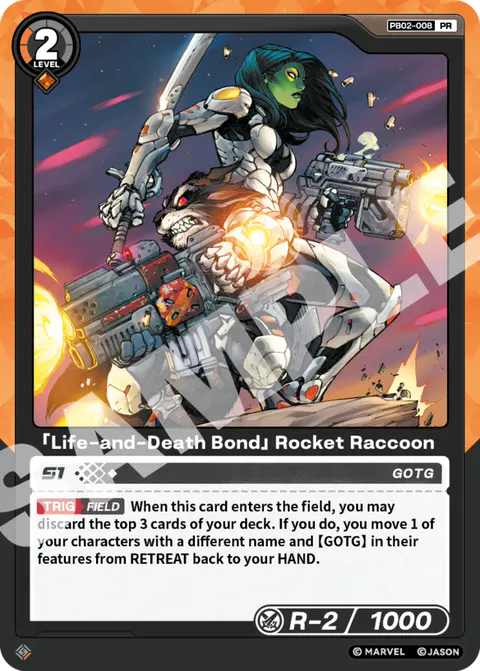 2
LEVEL
PB02-008 PR
「Life-and-Death Bond」 Rocket Raccoon
S1
GOTG
TRIG FIELD When this card enters the field, you may
discard the top 3 cards of your deck. If you do, you move 1 of
your characters with a different name and 【GOTG】 in their
features from RETREAT back to your HAND.
R-2 / 1000
© MARVEL © JASON
SAMPLE